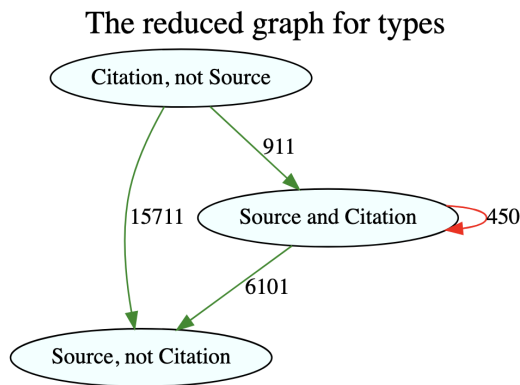 The reduced graph for types
Citation, not Source
911
15711
Source and Citation
450
6101
Source, not Citation